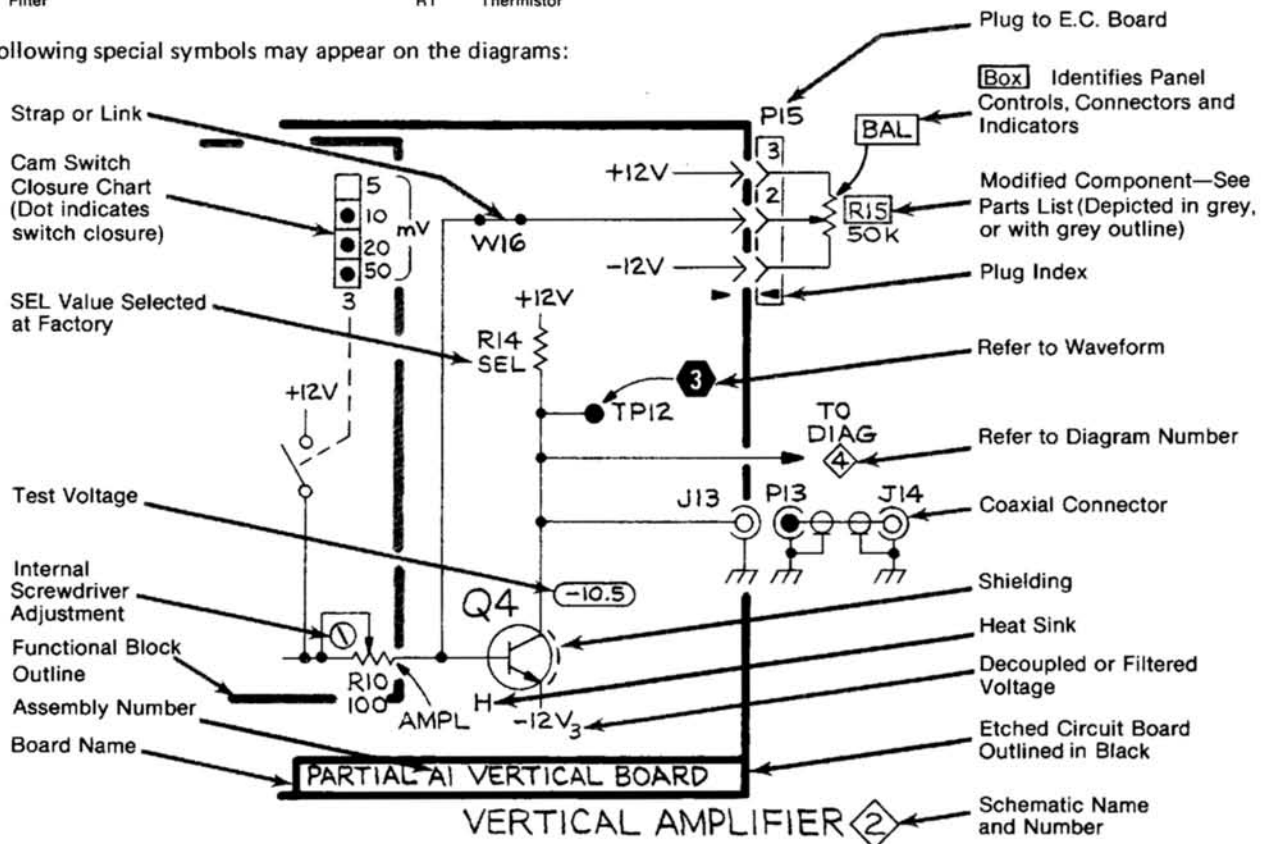 Filter
RT Thermistor
ollowing special symbols may appear on the diagrams:
Plug to E.C. Board
Box Identifies Panel
Controls, Connectors and
Indicators
Modified Component—See
Parts List (Depicted in grey,
or with grey outline)
Plug Index
Refer to Waveform
Refer to Diagram Number
Coaxial Connector
Shielding
Heat Sink
Decoupled or Filtered
Voltage
Etched Circuit Board
Outlined in Black
Schematic Name
and Number
Strap or Link
Cam Switch
Closure Chart
(Dot indicates
switch closure)
SEL Value Selected
at Factory
Test Voltage
Internal
Screwdriver
Adjustment
Functional Block
Outline
Assembly Number
Board Name
5
10
20
50
mV
3
+12V
W16
+12V
R14
SEL
3
TP12
+12V
-12V
P15
3
2
BAL
R15
50K
TO
DIAG
4
J13
P13
J14
-10.5
Q4
R10
100
AMPL
H
-12V3
PARTIAL A1 VERTICAL BOARD
VERTICAL AMPLIFIER 2